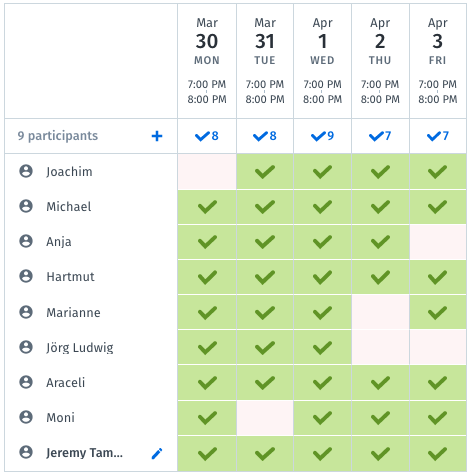 Mar Mar Apr Apr Apr
30 31 1 2 3
MON TUE WED THU FRI
7:00 PM 7:00 PM 7:00 PM 7:00 PM 7:00 PM
8:00 PM 8:00 PM 8:00 PM 8:00 PM 8:00 PM
9 participants + 8 8 9 7 7
Joachim
Michael
Anja
Hartmut
Marianne
Jörg Ludwig
Araceli
Moni
Jeremy Tam...